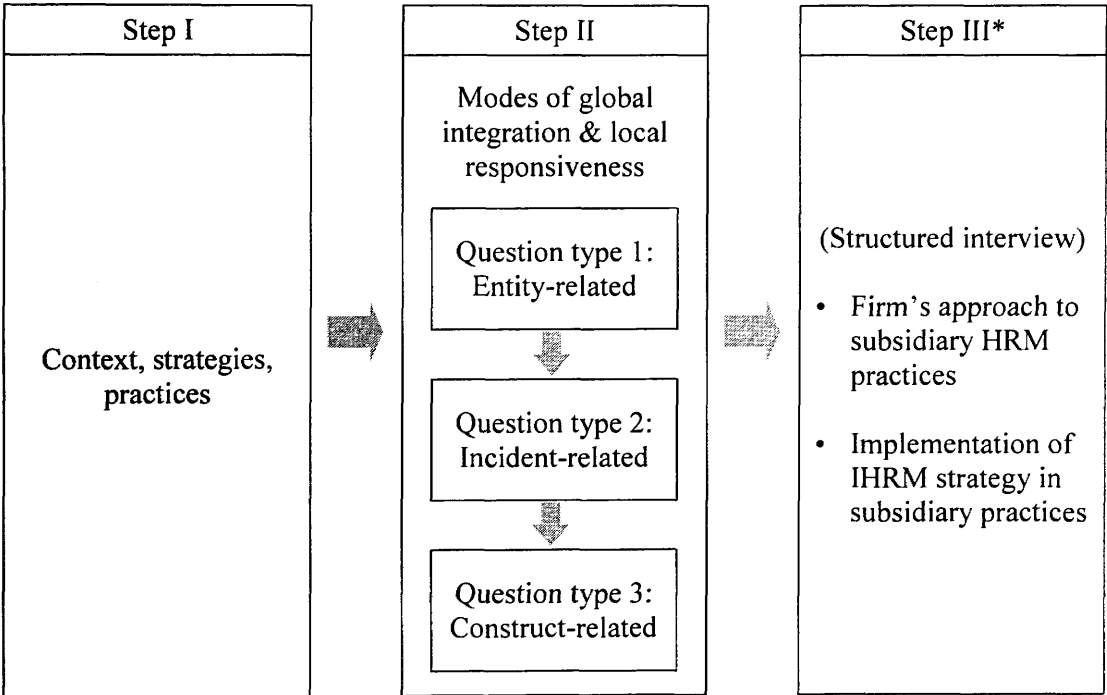 Step I
Context, strategies,
practices
Step II
Modes of global
integration & local
responsiveness
Question type 1:
Entity-related
Question type 2:
Incident-related
Question type 3:
Construct-related
Step III*
(Structured interview)
• Firm's approach to
subsidiary HRM
practices
• Implementation of
IHRM strategy in
subsidiary practices